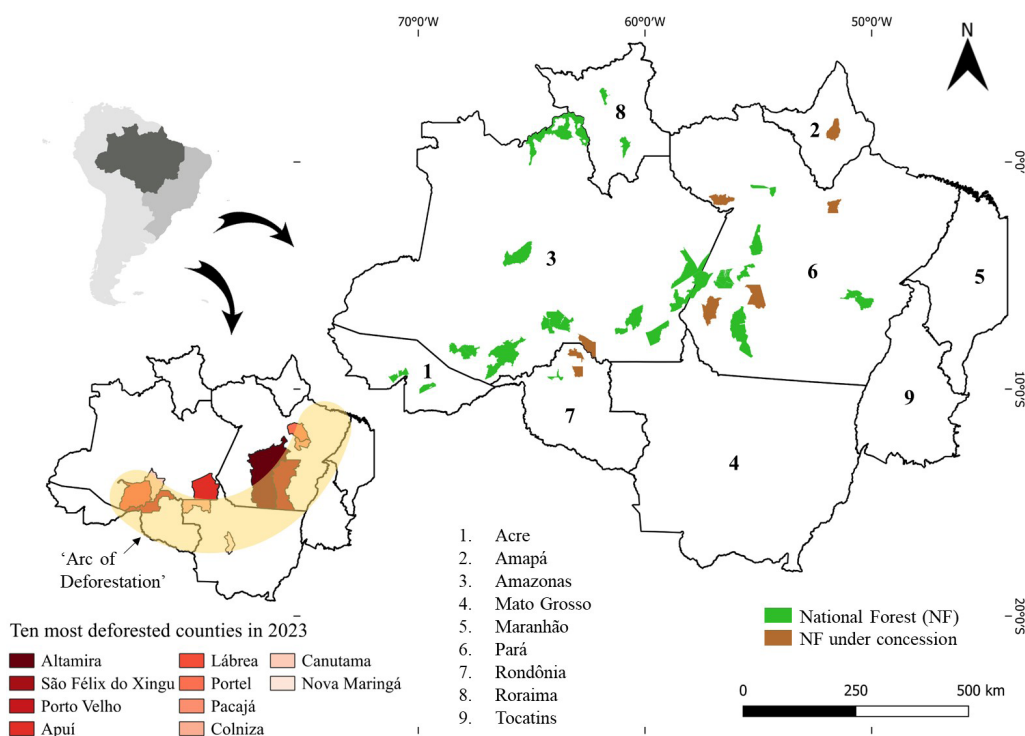 70°0'W 60°0'W 50°0'W
N
8
2
0°0'
3
6
5
1
10°0'S
9
7
4
'Arc of
Deforestation'
1. Acre
2. Amapá
3. Amazonas
4. Mato Grosso
5. Maranhão
6. Pará
7. Rondônia
8. Roraima
9. Tocatins
National Forest (NF)
NF under concession
20°0'S
Ten most deforested counties in 2023
Altamira
São Félix do Xingu
Porto Velho
Apuí
Lábrea
Portel
Pacajá
Colniza
Canutama
Nova Maringá
0 250 500 km